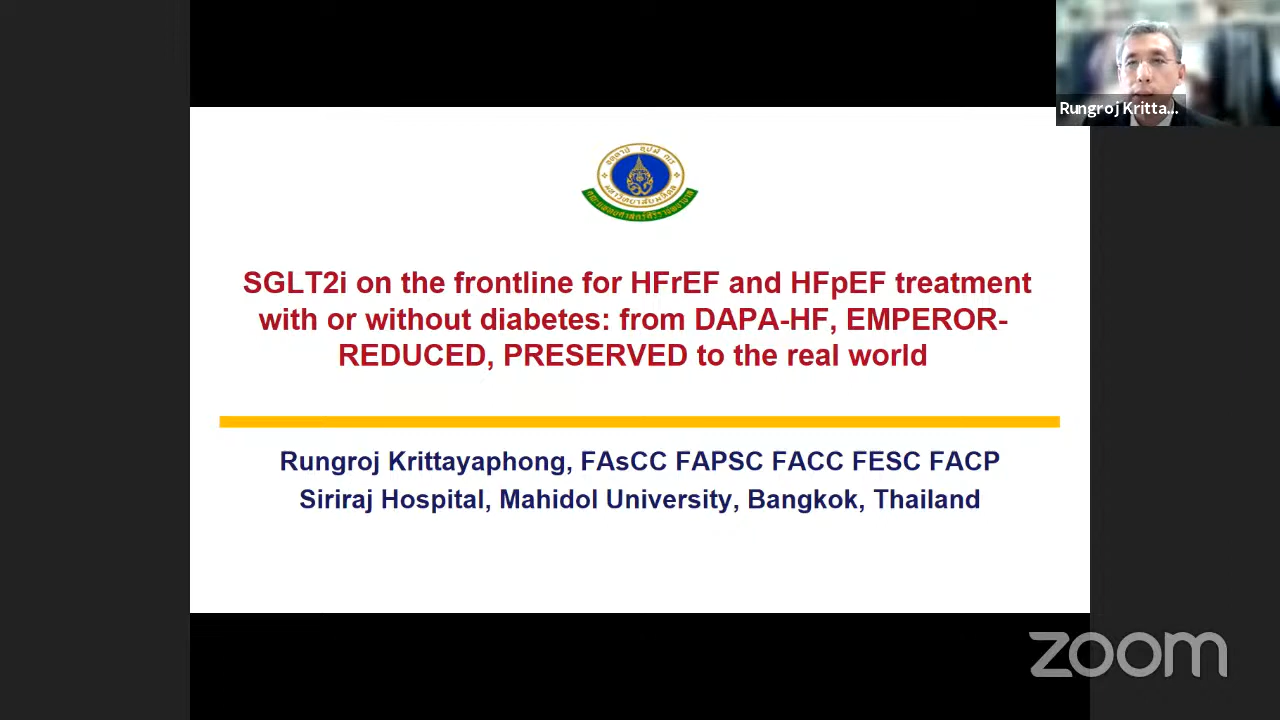 Rungroj Kritta...
SGLT2i on the frontline for HFrEF and HFpEF treatment
with or without diabetes: from DAPA-HF, EMPEROR-
REDUCED, PRESERVED to the real world
Rungroj Krittayaphong, FAsCC FAPSC FACC FESC FACP
Siriraj Hospital, Mahidol University, Bangkok, Thailand
zoom